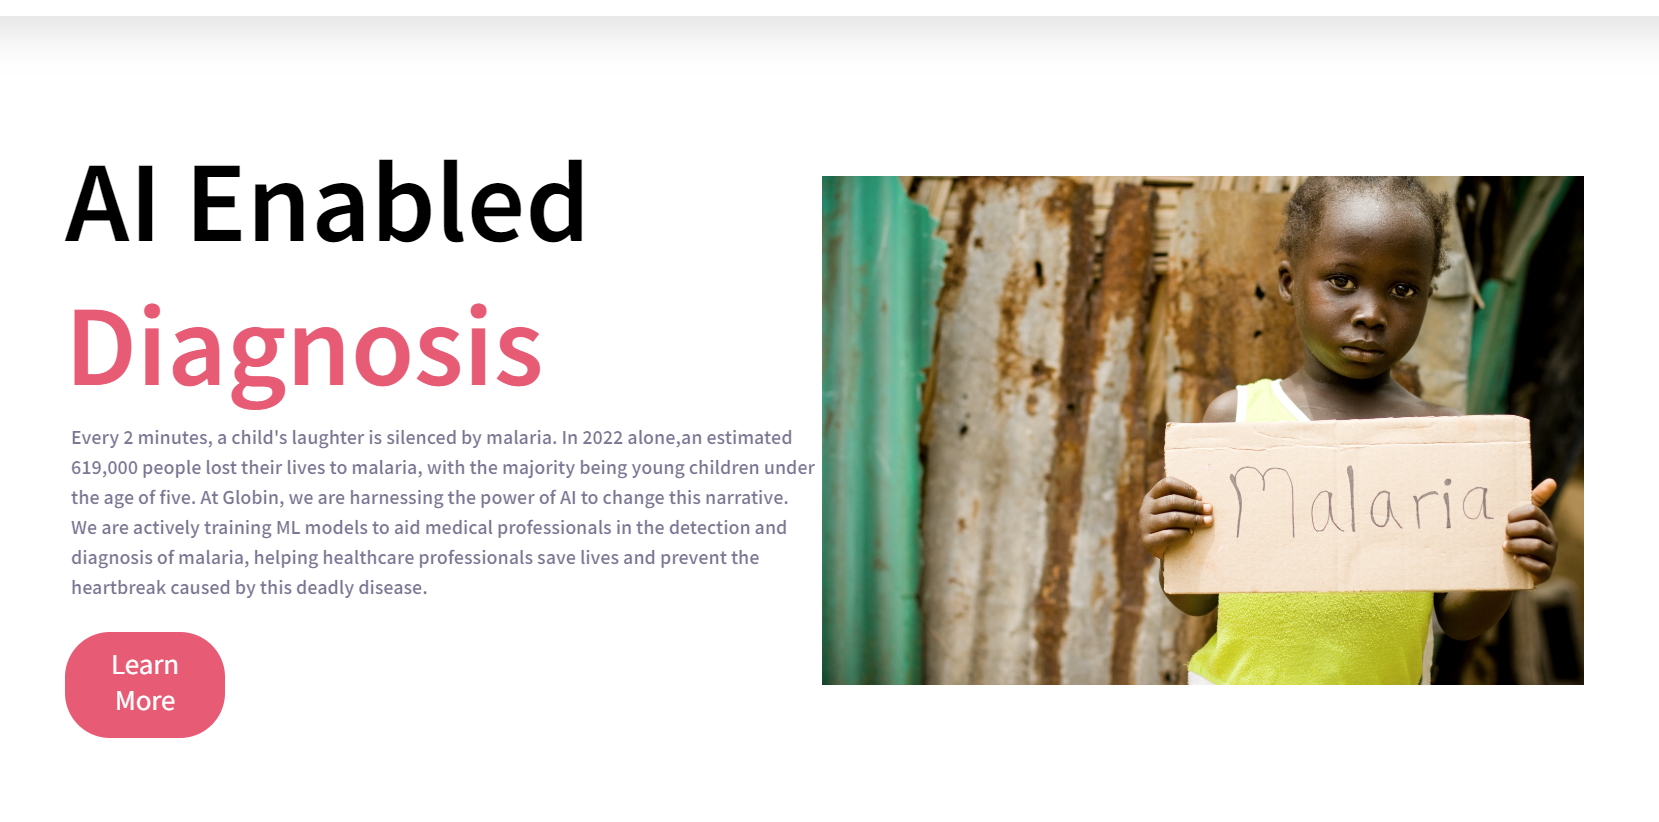 AI Enabled
Diagnosis
Every 2 minutes, a child's laughter is silenced by malaria. In 2022 alone,an estimated
619,000 people lost their lives to malaria, with the majority being young children under
the age of five. At Globin, we are harnessing the power of AI to change this narrative.
We are actively training ML models to aid medical professionals in the detection and
diagnosis of malaria, helping healthcare professionals save lives and prevent the
heartbreak caused by this deadly disease.
Learn
More
Malaria